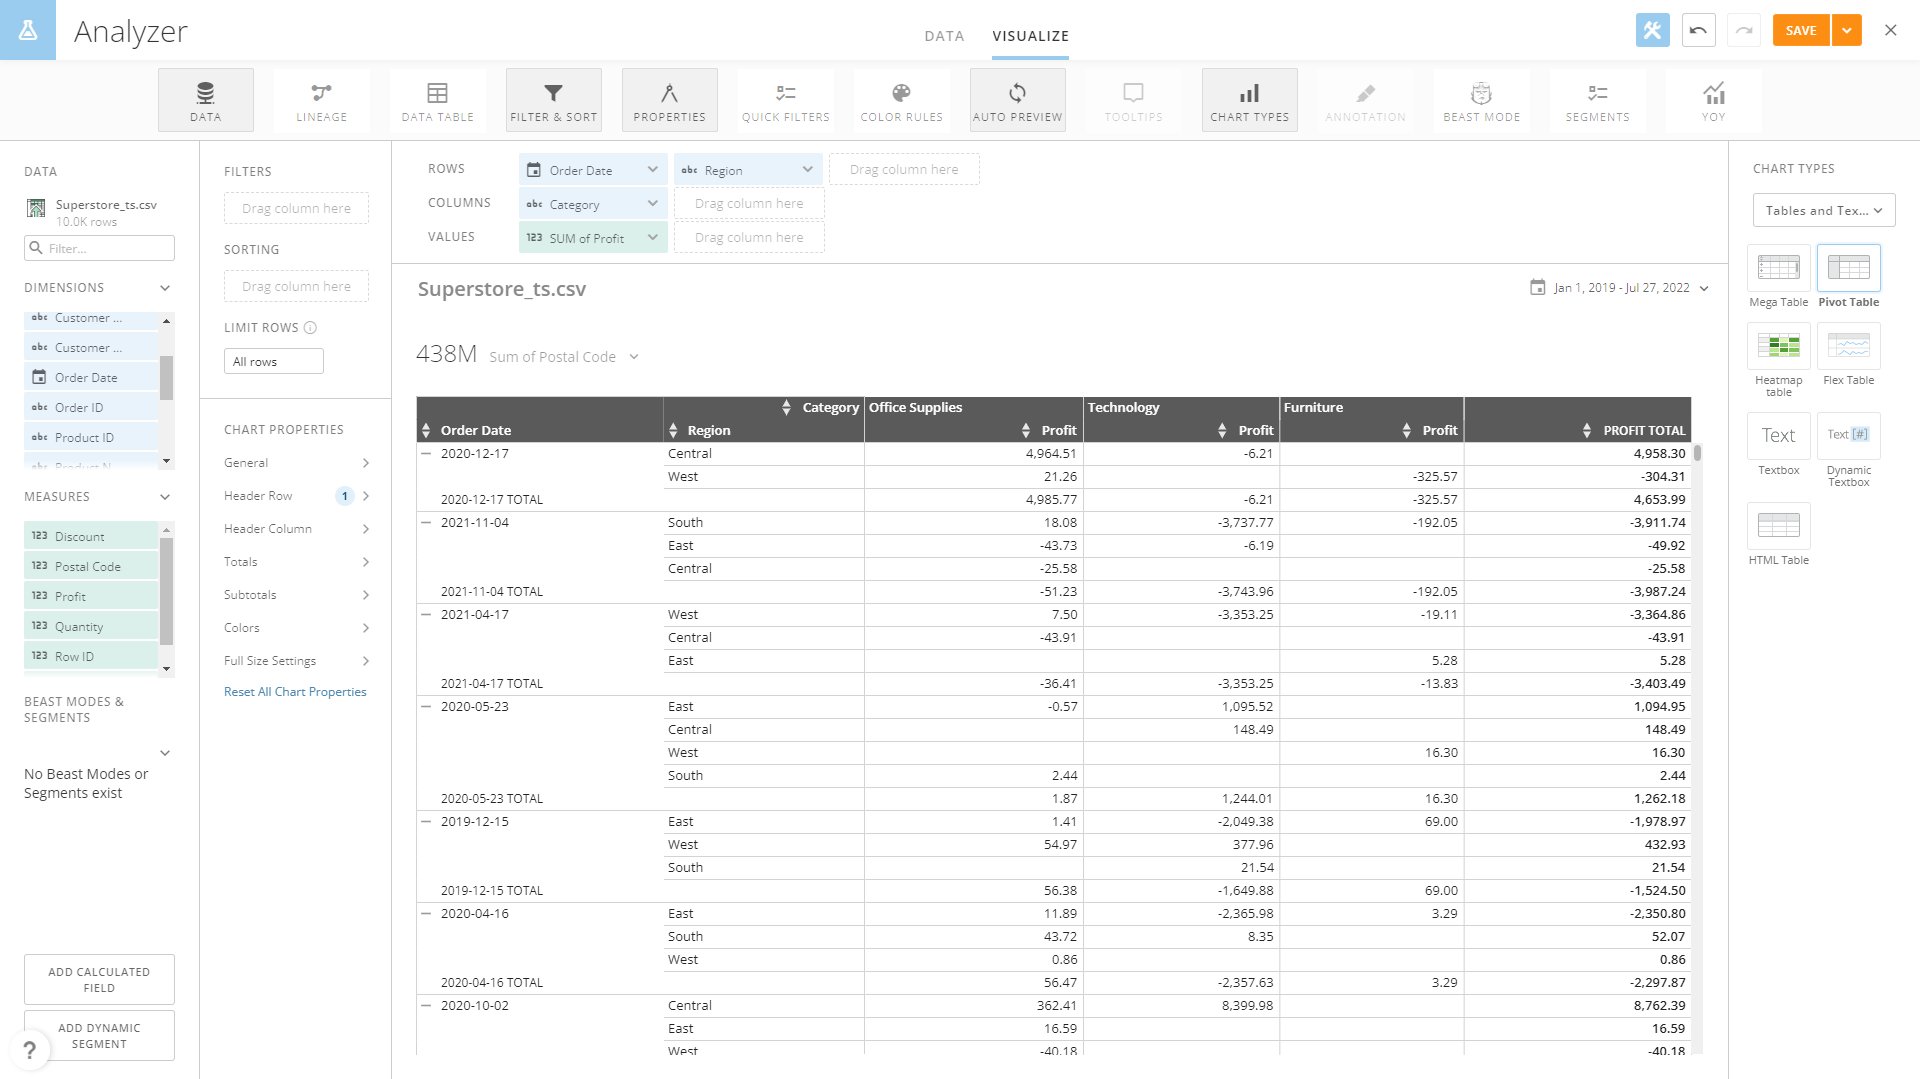 Analyzer
DATA
VISUALIZE
SAVE
DATA
LINEAGE
DATA TABLE
FILTER & SORT
PROPERTIES
QUICK FILTERS
COLOR RULES
AUTO PREVIEW
TOOLTIPS
CHART TYPES
ANNOTATION
BEAST MODE
SEGMENTS
YOY
DATA
Superstore_ts.csv
10.0K rows
Filter...
DIMENSIONS
abc Customer ...
abc Customer ...
Order Date
abc Order ID
abc Product ID
MEASURES
123 Discount
123 Postal Code
123 Profit
123 Quantity
123 Row ID
BEAST MODES &
SEGMENTS
No Beast Modes or
Segments exist
ADD CALCULATED
FIELD
ADD DYNAMIC
SEGMENT
?
FILTERS
Drag column here
SORTING
Drag column here
LIMIT ROWS
All rows
CHART PROPERTIES
General
Header Row 1
Header Column
Totals
Subtotals
Colors
Full Size Settings
Reset All Chart Properties
ROWS Order Date abc Region Drag column here
COLUMNS abc Category Drag column here
VALUES 123 SUM of Profit Drag column here
Superstore_ts.csv
Jan 1, 2019 - Jul 27, 2022
438M Sum of Postal Code
Category Office Supplies Technology Furniture
Order Date Region Profit Profit Profit PROFIT TOTAL
2020-12-17 Central 4,964.51 -6.21 4,958.30
West 21.26 -325.57 -304.31
2020-12-17 TOTAL 4,985.77 -6.21 -325.57 4,653.99
2021-11-04 South 18.08 -3,737.77 -192.05 -3,911.74
East -43.73 -6.19 -49.92
Central -25.58 -25.58
2021-11-04 TOTAL -51.23 -3,743.96 -192.05 -3,987.24
2021-04-17 West 7.50 -3,353.25 -19.11 -3,364.86
Central -43.91 -43.91
East 5.28 5.28
2021-04-17 TOTAL -36.41 -3,353.25 -13.83 -3,403.49
2020-05-23 East -0.57 1,095.52 1,094.95
Central 148.49 148.49
West 16.30 16.30
South 2.44 2.44
2020-05-23 TOTAL 1.87 1,244.01 16.30 1,262.18
2019-12-15 East 1.41 -2,049.38 69.00 -1,978.97
West 54.97 377.96 432.93
South 21.54 21.54
2019-12-15 TOTAL 56.38 -1,649.88 69.00 -1,524.50
2020-04-16 East 11.89 -2,365.98 3.29 -2,350.80
South 43.72 8.35 52.07
West 0.86 0.86
2020-04-16 TOTAL 56.47 -2,357.63 3.29 -2,297.87
2020-10-02 Central 362.41 8,399.98 8,762.39
East 16.59 16.59
West -40.18 -40.18
CHART TYPES
Tables and Tex...
Mega Table
Pivot Table
Heatmap
table
Flex Table
Text
Textbox
Text [#]
Dynamic
Textbox
HTML Table